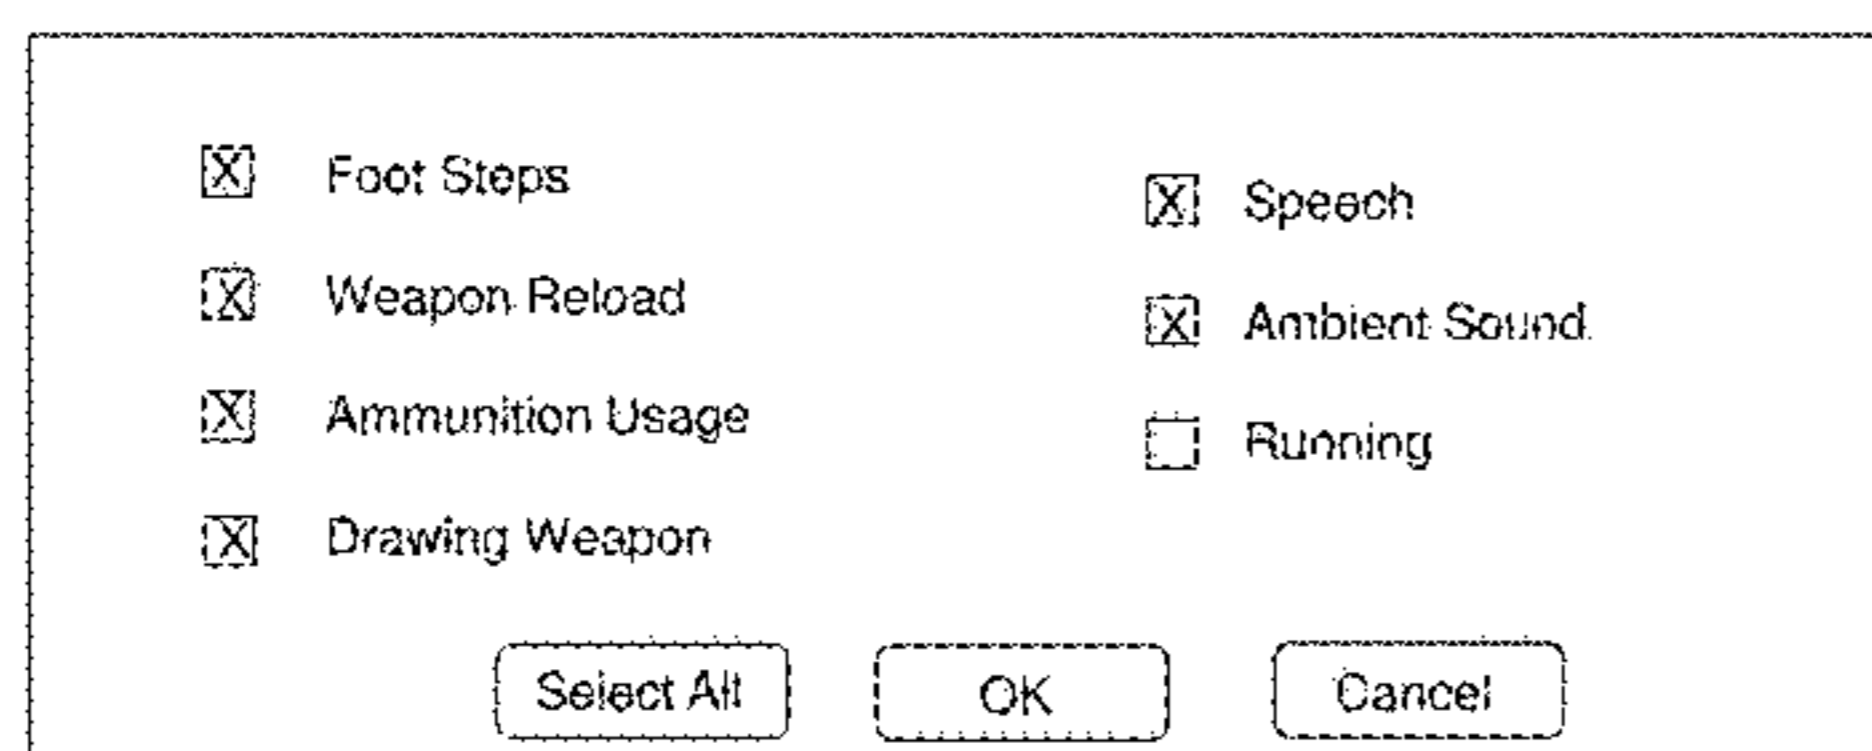 X Foot Steps
X Weapon Reload
X Ammunition Usage
X Drawing Weapon
X Speech
X Ambient Sound
Running
Select All
OK
Cancel